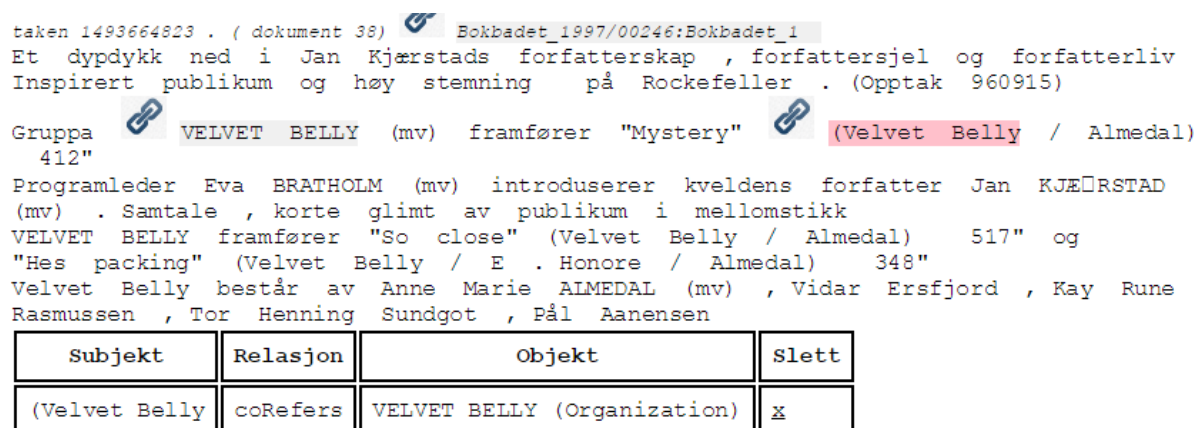 taken 1493664823 . ( dokument 38) Bokbadet_1997/00246:Bokbadet_1
Et dypdykk ned i Jan Kjærstads forfatterskap , forfattersjel og forfatterliv
Inspirert publikum og høy stemning på Rockefeller . (Opptak 960915)
Gruppa VELVET BELLY (mv) framfører "Mystery" (Velvet Belly / Almedal)
412"
Programleder Eva BRATHOLM (mv) introduserer kveldens forfatter Jan KJÆ□RSTAD
(mv) . Samtale , korte glimt av publikum i mellomstikk
VELVET BELLY framfører "So close" (Velvet Belly / Almedal) 517" og
"Hes packing" (Velvet Belly / E . Honore / Almedal) 348"
Velvet Belly består av Anne Marie ALMEDAL (mv) , Vidar Ersfjord , Kay Rune
Rasmussen , Tor Henning Sundgot , Pål Aanensen
Subjekt Relasjon Objekt Slett
(Velvet Belly coRefers VELVET BELLY (Organization) x